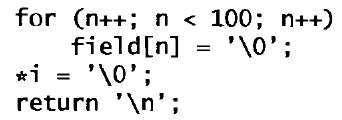 for (n++; n < 100; n++)
field[n] = '\0';
*i = '\0';
return '\n';